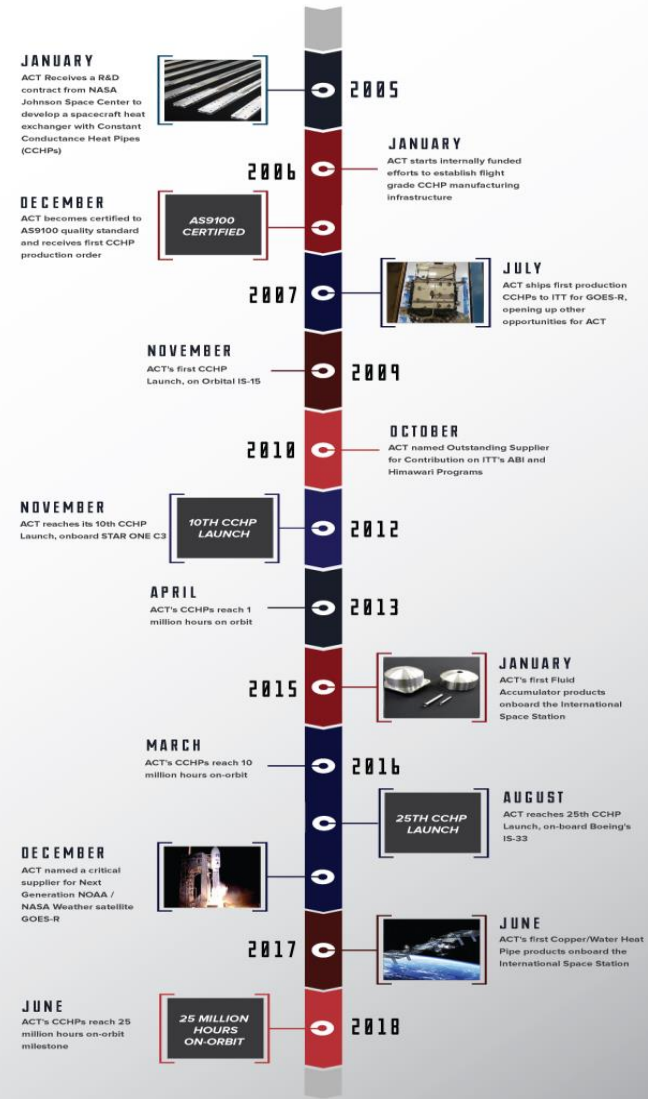 JANUARY
ACT Receives a R&D
contract from NASA
Johnson Space Center to
develop a spacecraft heat
exchanger with Constant
Conductance Heat Pipes
(CCHPs)
2005
2006
JANUARY
ACT starts internally funded
efforts to establish flight
grade CCHP manufacturing
infrastructure
DECEMBER
ACT becomes certified to
AS9100 quality standard
and receives first CCHP
production order
AS9100
CERTIFIED
2007
JULY
ACT ships first production
CCHPs to ITT for GOES-R,
opening up other
opportunities for ACT
NOVEMBER
ACT's first CCHP
Launch, on Orbital IS-15
2009
2010
OCTOBER
ACT named Outstanding Supplier
for Contribution on ITT's ABI and
Himawari Programs
NOVEMBER
ACT reaches its 10th CCHP
Launch, onboard STAR ONE C3
10TH CCHP
LAUNCH
2012
APRIL
ACT's CCHPs reach 1
million hours on orbit
2013
2015
JANUARY
ACT's first Fluid
Accumulator products
onboard the International
Space Station
MARCH
ACT's CCHPs reach 10
million hours on-orbit
2016
25TH CCHP
LAUNCH
AUGUST
ACT reaches 25th CCHP
Launch, on-board Boeing's
IS-33
DECEMBER
ACT named a critical
supplier for Next
Generation NOAA /
NASA Weather satellite
GOES-R
2017
JUNE
ACT's first Copper/Water Heat
Pipe products onboard the
International Space Station
JUNE
ACT's CCHPs reach 25
million hours on-orbit
milestone
25 MILLION
HOURS
ON-ORBIT
2018